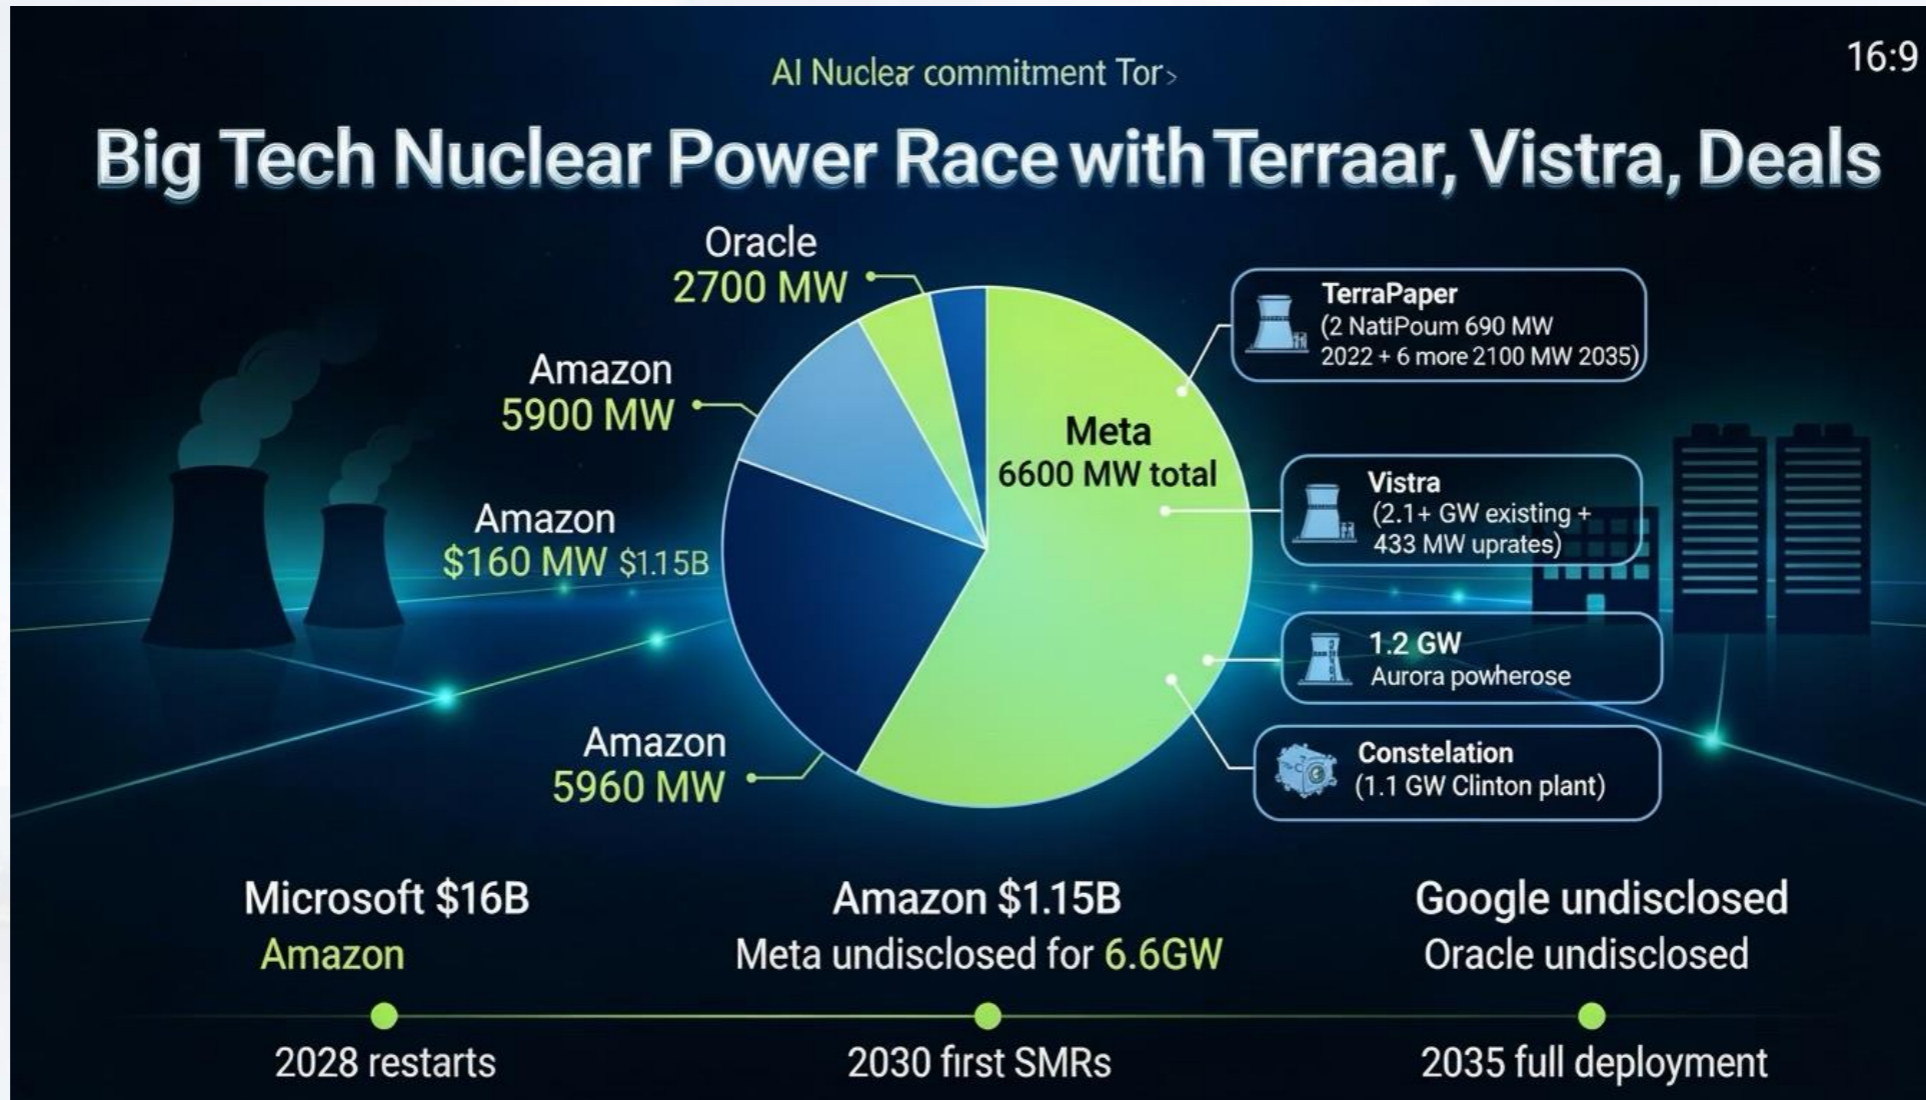 16:9
AI Nuclear commitment Tor>
Big Tech Nuclear Power Race with Terraar, Vistra, Deals
Oracle
2700 MW
Amazon
5900 MW
Amazon
$160 MW $1.15B
Amazon
5960 MW
Meta
6600 MW total
TerraPaper
(2 NatiPoum 690 MW
2022 + 6 more 2100 MW 2035)
Vistra
(2.1+ GW existing +
433 MW uprates)
1.2 GW
Aurora powherose
Constelation
(1.1 GW Clinton plant)
Microsoft $16B
Amazon
Amazon $1.15B
Meta undisclosed for 6.6GW
Google undisclosed
Oracle undisclosed
2028 restarts
2030 first SMRs
2035 full deployment